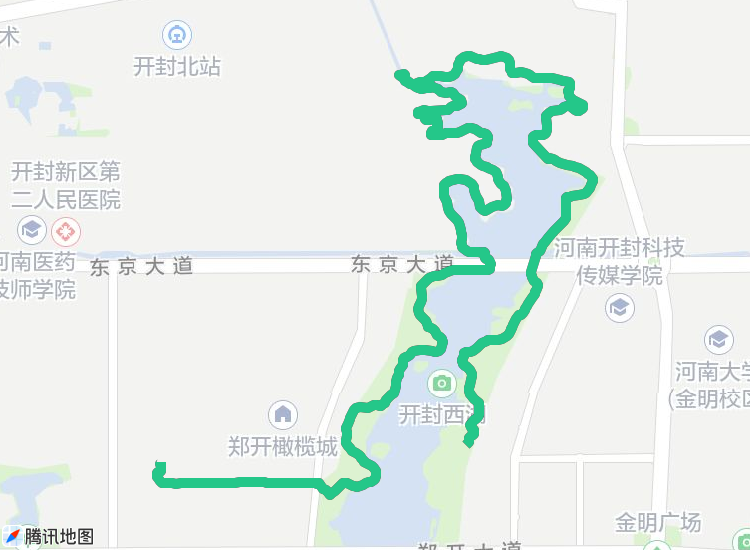 术
开封北站
开封新区第
二人民医院
河南医药
技师学院
东京大道
东京大道
河南开封科技
传媒学院
河南大学
(金明校区
开封西湖
郑开橄榄城
金明广场
郑开大道
腾讯地图